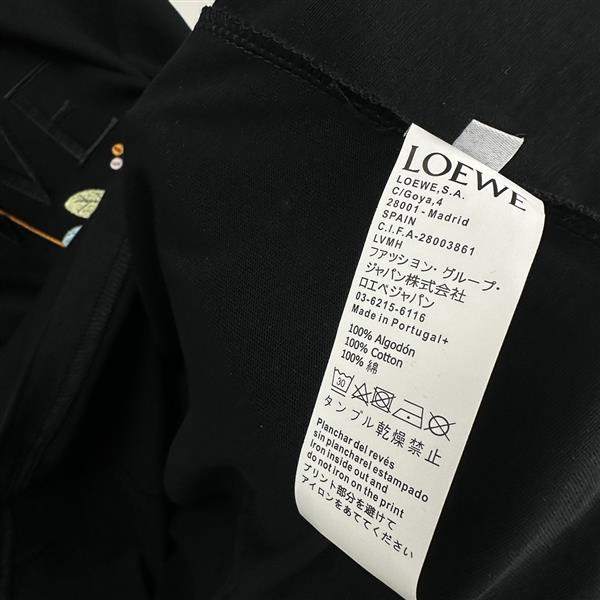 LOEWE
LOEWE,S.A.
C/Goya,4
28001 - Madrid
SPAIN
C.I.F.A-28003861
LVMH
ファッション・グループ・
ジャパン株式会社
ロエベジャパン
03-6215-6116
Made in Portugal+
100% Algodón
100% Cotton
100% 綿
30
タンブル乾燥禁止
Planchar del revés
sin planchar el estampado
Iron inside out and
do not iron on the print
プリント部分を避けて
アイロンをあててください